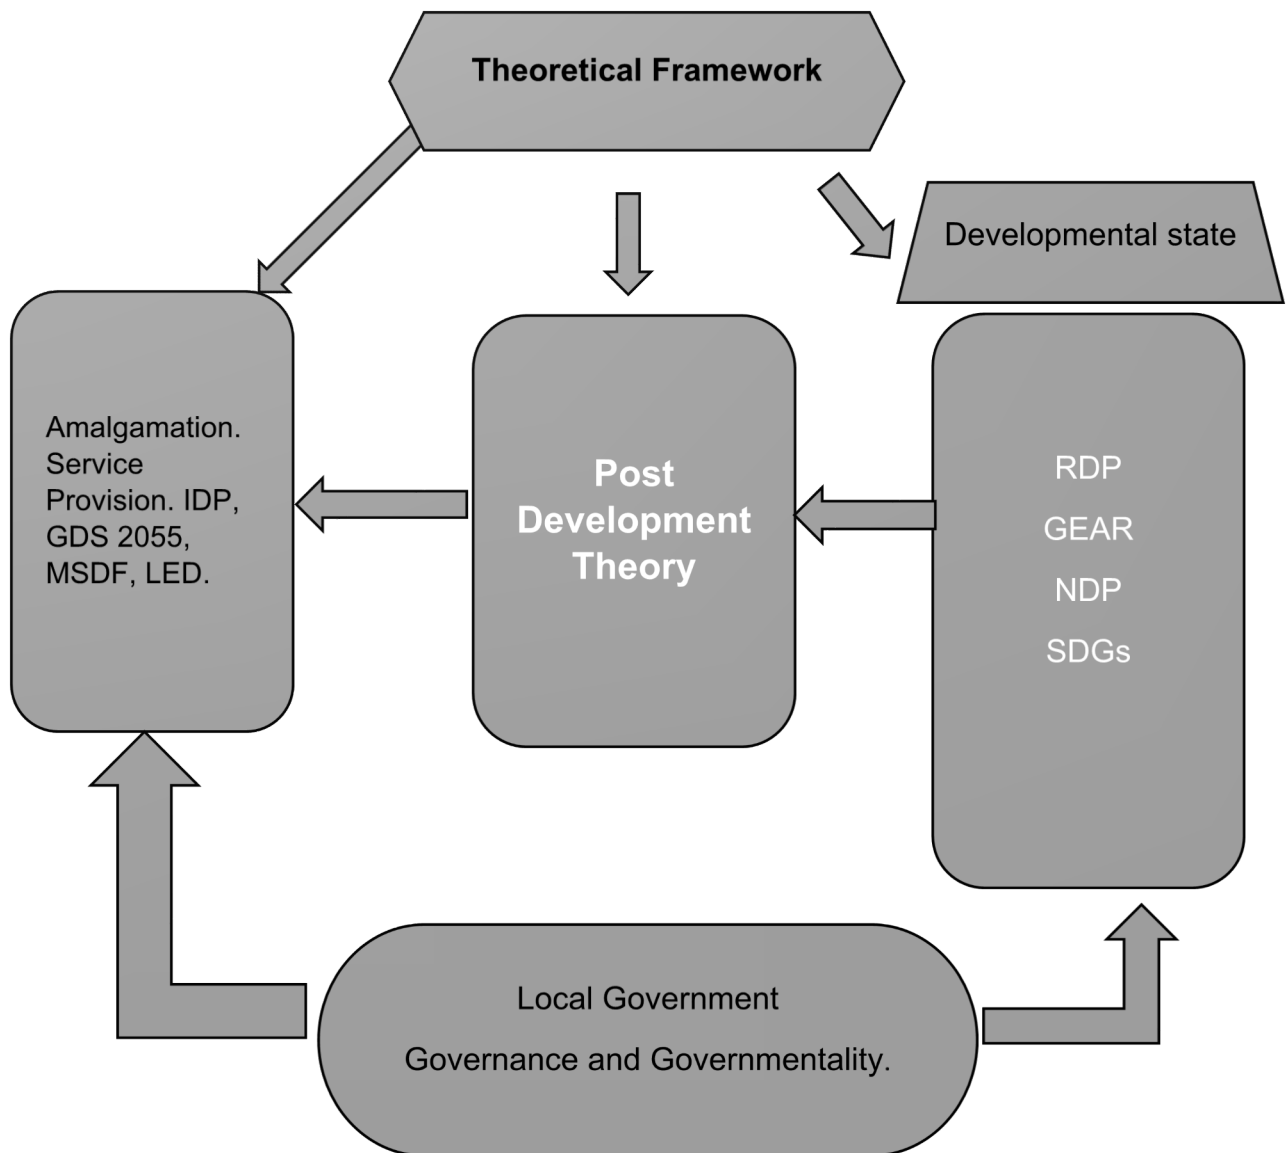 Theoretical Framework
Developmental state
Amalgamation.
Service
Provision. IDP,
GDS 2055,
MSDF, LED.
Post
Development
Theory
RDP
GEAR
NDP
SDGs
Local Government
Governance and Governmentality.